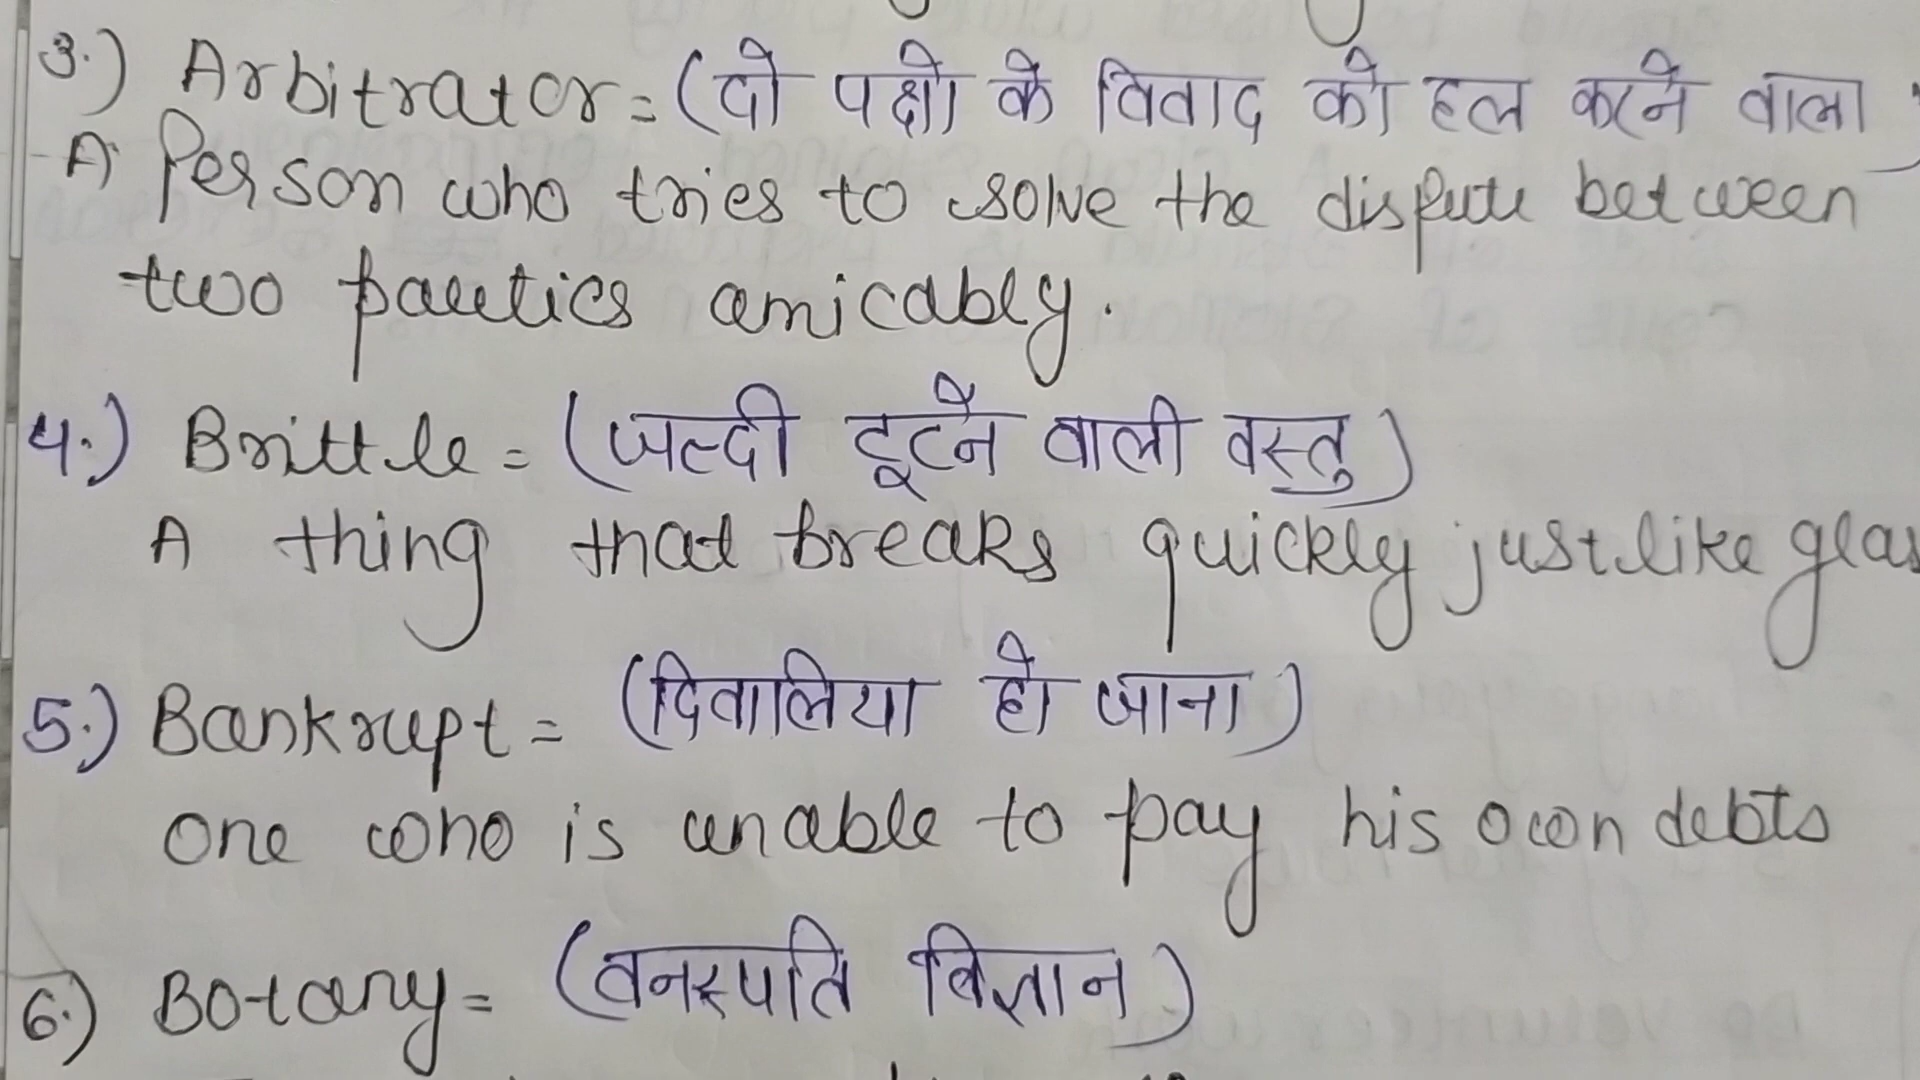 3.) Arbitrator = (दो पक्षो के विवाद को हल करने वाला)
A Person who tries to solve the dispute between
two parties amicably.
4.) Brittle = (जल्दी टूटने वाली वस्तु)
A thing that breaks quickly just like glas
5.) Bankrupt = (दिवालिया हो जाना)
one who is unable to pay his own debts
6.) Botany = (वनस्पति विज्ञान)